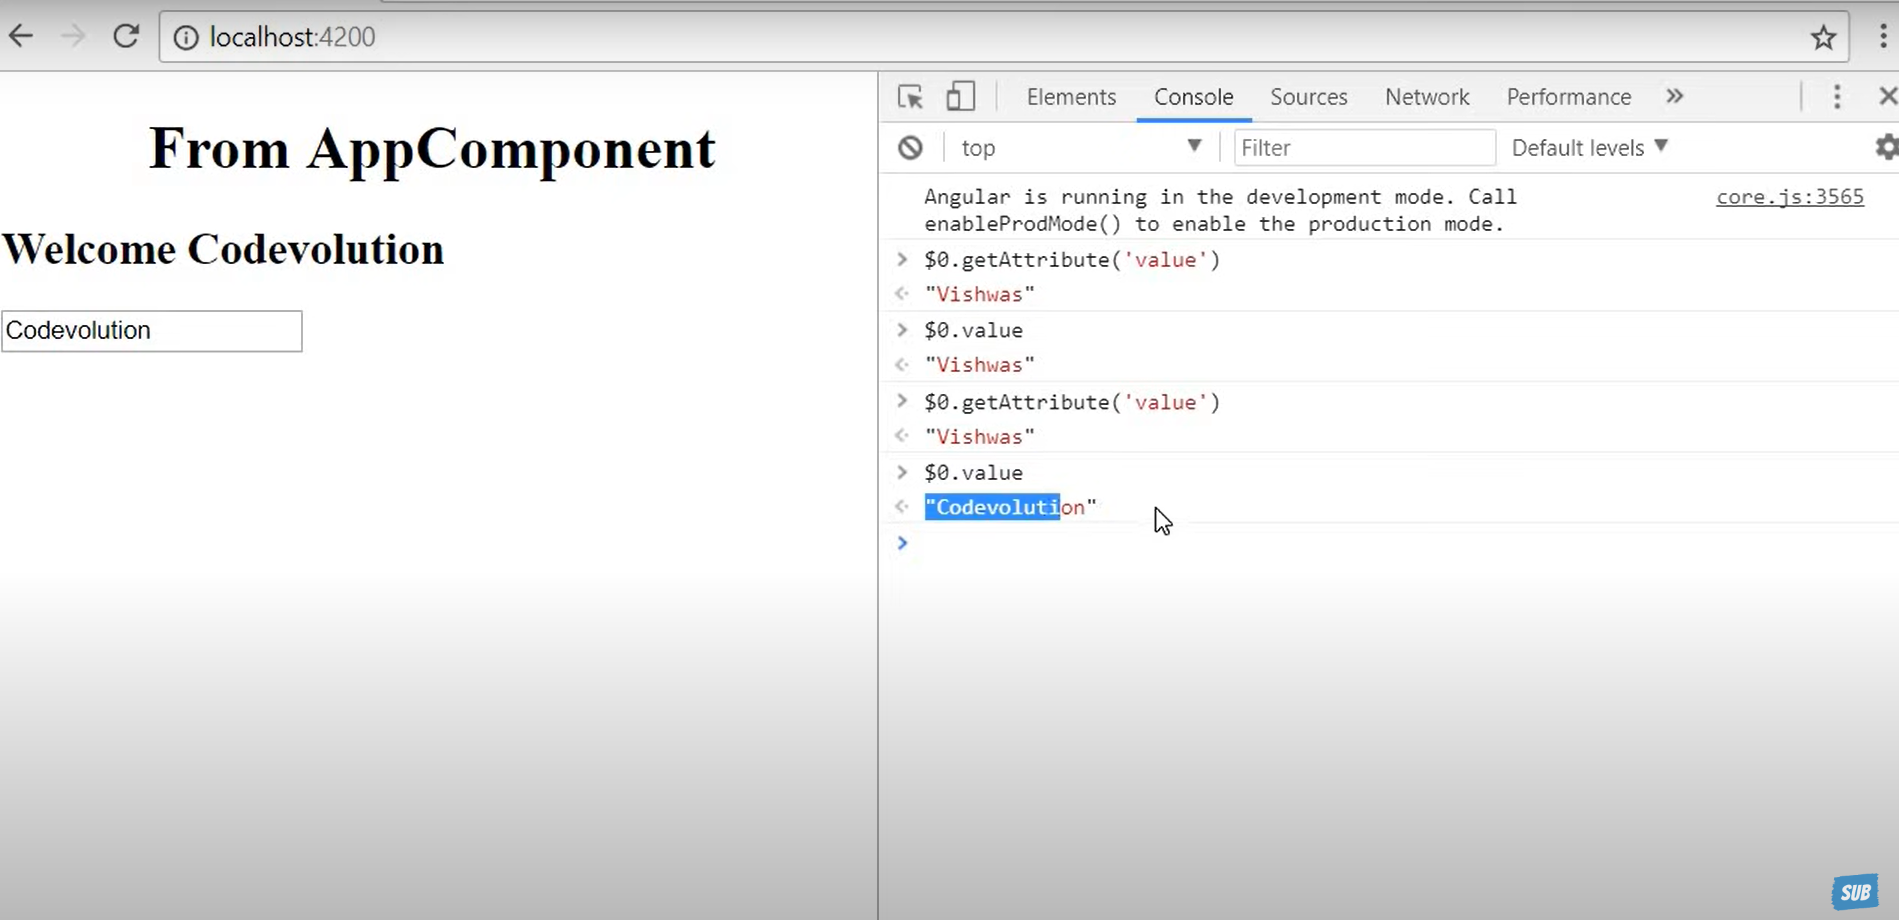 localhost:4200
From AppComponent
Welcome Codevolution
Codevolution
Elements Console Sources Network Performance »
top Filter Default levels
Angular is running in the development mode. Call core.js:3565
enableProdMode() to enable the production mode.
> $0.getAttribute('value')
"Vishwas"
> $0.value
"Vishwas"
> $0.getAttribute('value')
"Vishwas"
> $0.value
"Codevolution"
>
SUB